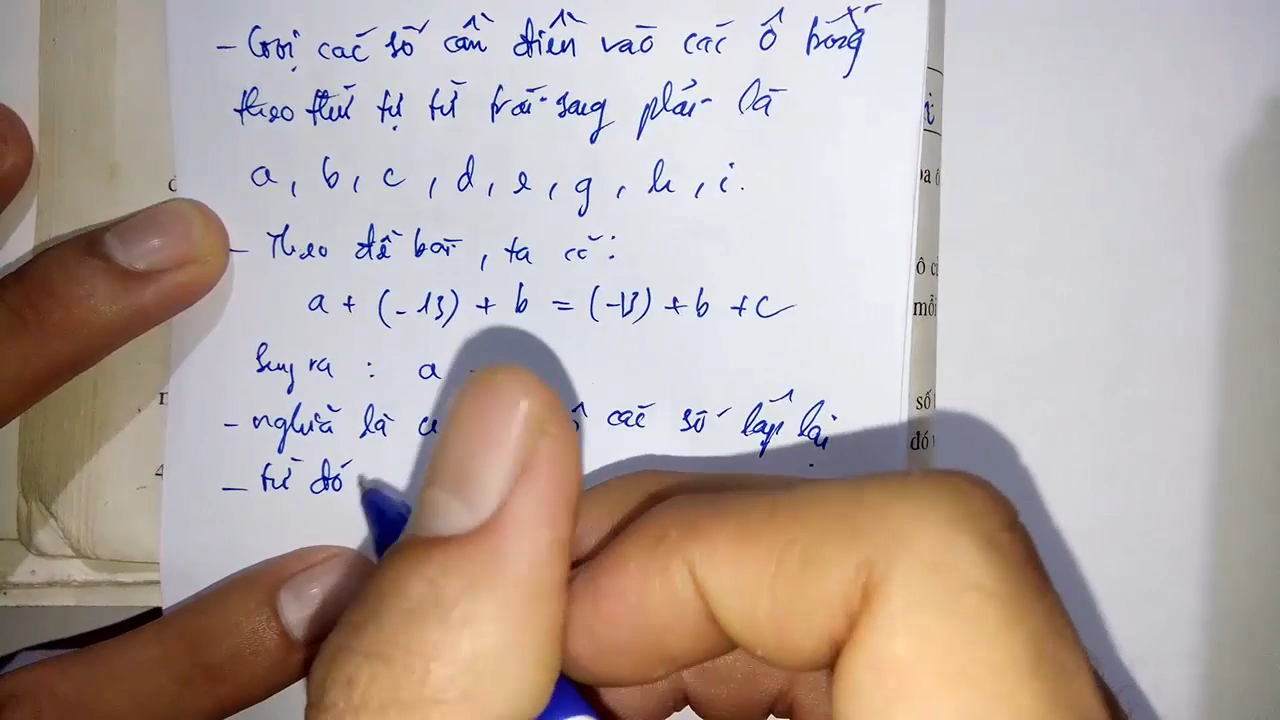 - Gọi các số cần điền vào các ô trống
theo thứ tự từ trái sang phải là
a, b, c, d, e, g, h, i.
- Theo đề bài, ta có:
a + (-13) + b = (-13) + b + c
Suy ra : a
- nghĩa là các số lặp lại
- từ đó